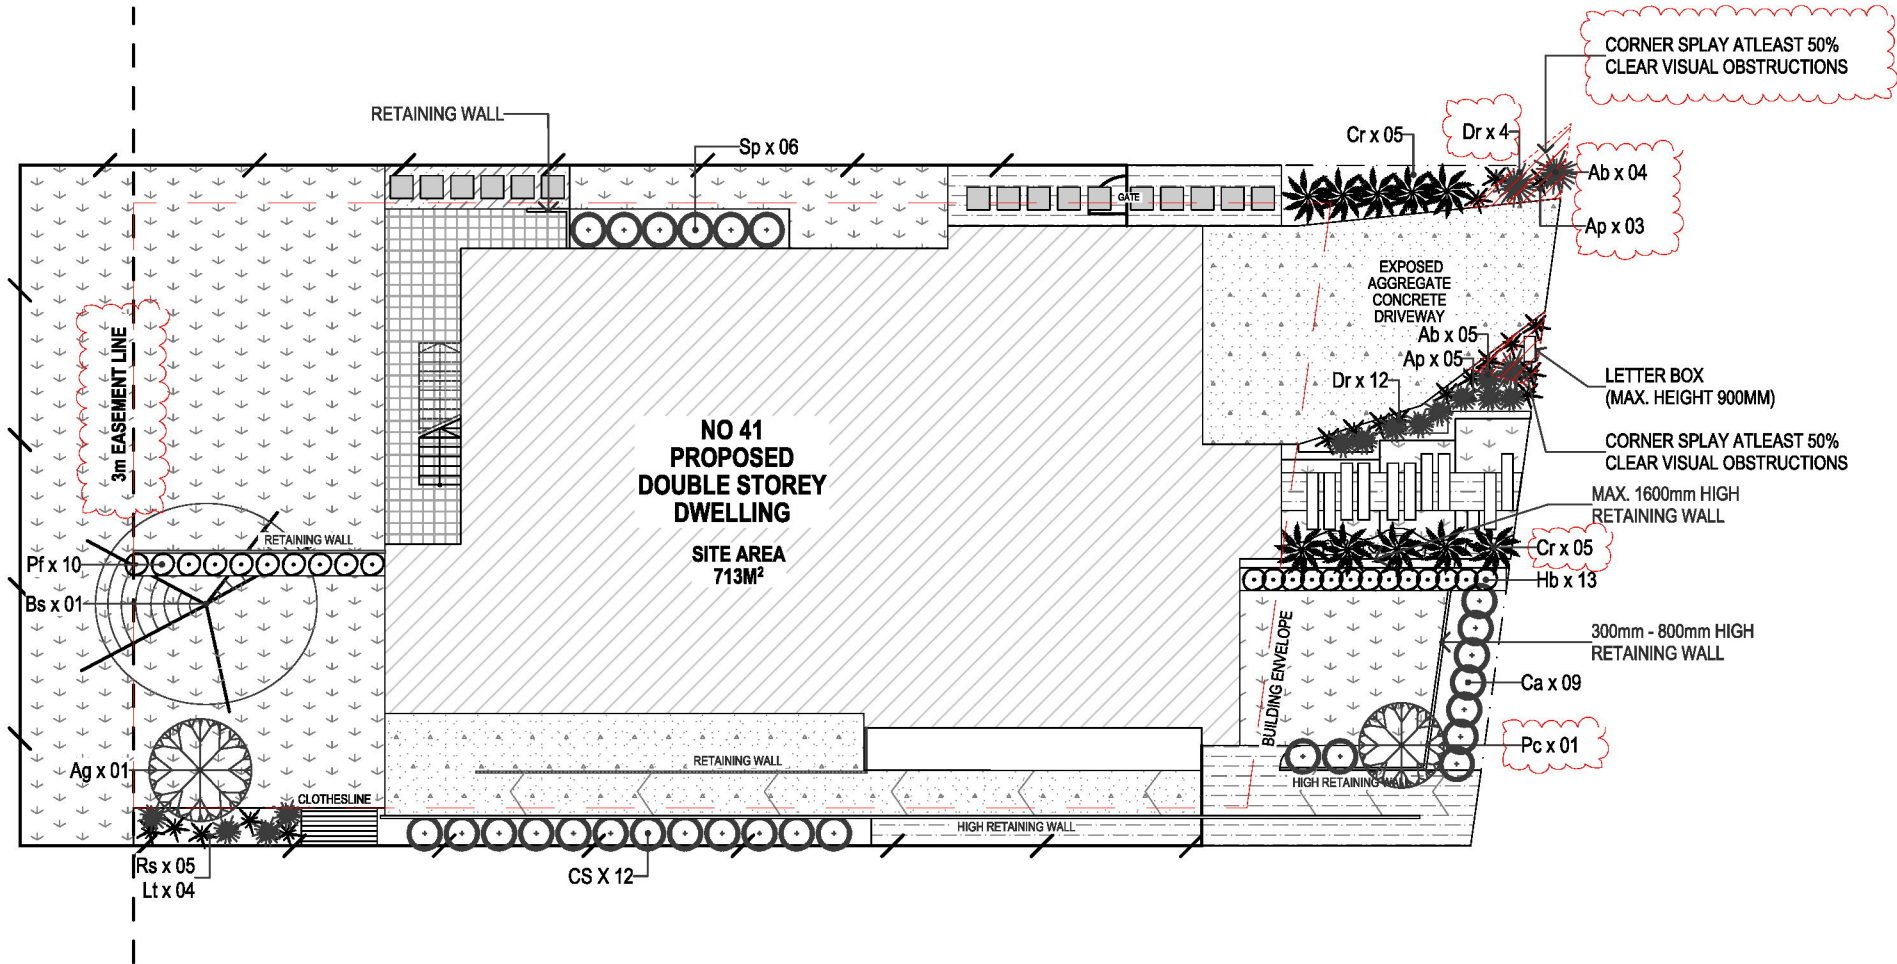 CORNER SPLAY ATLEAST 50%
CLEAR VISUAL OBSTRUCTIONS
RETAINING WALL
Sp x 06
Cr x 05
Dr x 4
Ab x 04
Ap x 03
GATE
EXPOSED
AGGREGATE
CONCRETE
DRIVEWAY
Ab x 05
Ap x 05
Dr x 12
LETTER BOX
(MAX. HEIGHT 900MM)
CORNER SPLAY ATLEAST 50%
CLEAR VISUAL OBSTRUCTIONS
3m EASEMENT LINE
NO 41
PROPOSED
DOUBLE STOREY
DWELLING
SITE AREA
713M²
MAX. 1600mm HIGH
RETAINING WALL
RETAINING WALL
Cr x 05
Pf x 10
Hb x 13
Bs x 01
300mm - 800mm HIGH
RETAINING WALL
BUILDING ENVELOPE
Ca x 09
Pc x 01
RETAINING WALL
Ag x 01
HIGH RETAINING WALL
CLOTHESLINE
HIGH RETAINING WALL
Rs x 05
Lt x 04
CS X 12